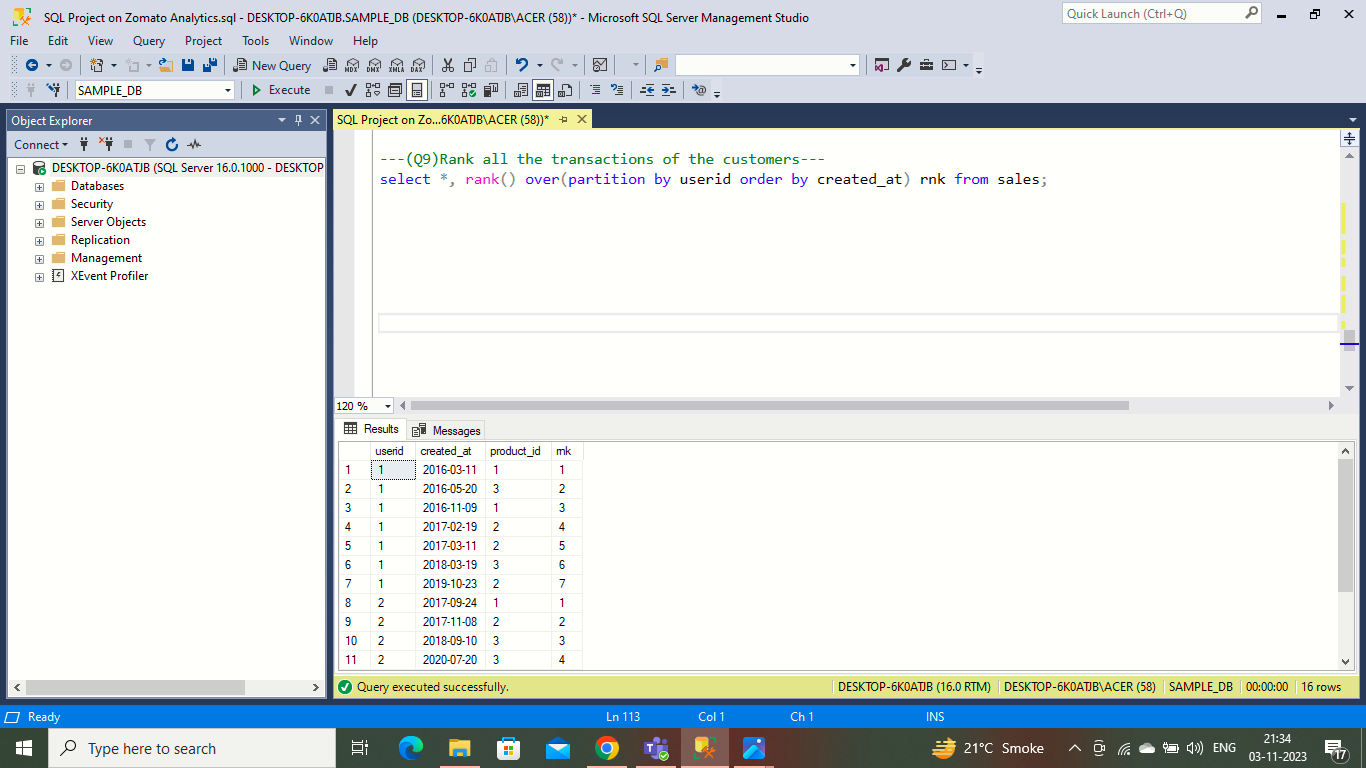 SQL Project on Zomato Analytics.sql - DESKTOP-6K0ATJB.SAMPLE_DB (DESKTOP-6K0ATJB\ACER (58))* - Microsoft SQL Server Management Studio
Quick Launch (Ctrl+Q)
File Edit View Query Project Tools Window Help
New Query MDX DMX XMLA DAX
SAMPLE_DB Execute
Object Explorer
SQL Project on Zo...6K0ATJB\ACER (58))*
Connect
DESKTOP-6K0ATJB (SQL Server 16.0.1000 - DESKTOP
Databases
Security
Server Objects
Replication
Management
XEvent Profiler
---(Q9)Rank all the transactions of the customers---
select *, rank() over(partition by userid order by created_at) rnk from sales;
120 %
Results Messages
userid created_at product_id rnk
1 1 2016-03-11 1 1
2 1 2016-05-20 3 2
3 1 2016-11-09 1 3
4 1 2017-02-19 2 4
5 1 2017-03-11 2 5
6 1 2018-03-19 3 6
7 1 2019-10-23 2 7
8 2 2017-09-24 1 1
9 2 2017-11-08 2 2
10 2 2018-09-10 3 3
11 2 2020-07-20 3 4
Query executed successfully.
DESKTOP-6K0ATJB (16.0 RTM) DESKTOP-6K0ATJB\ACER (58) SAMPLE_DB 00:00:00 16 rows
Ready Ln 113 Col 1 Ch 1 INS
Type here to search
21°C Smoke
ENG
21:34
03-11-2023
17